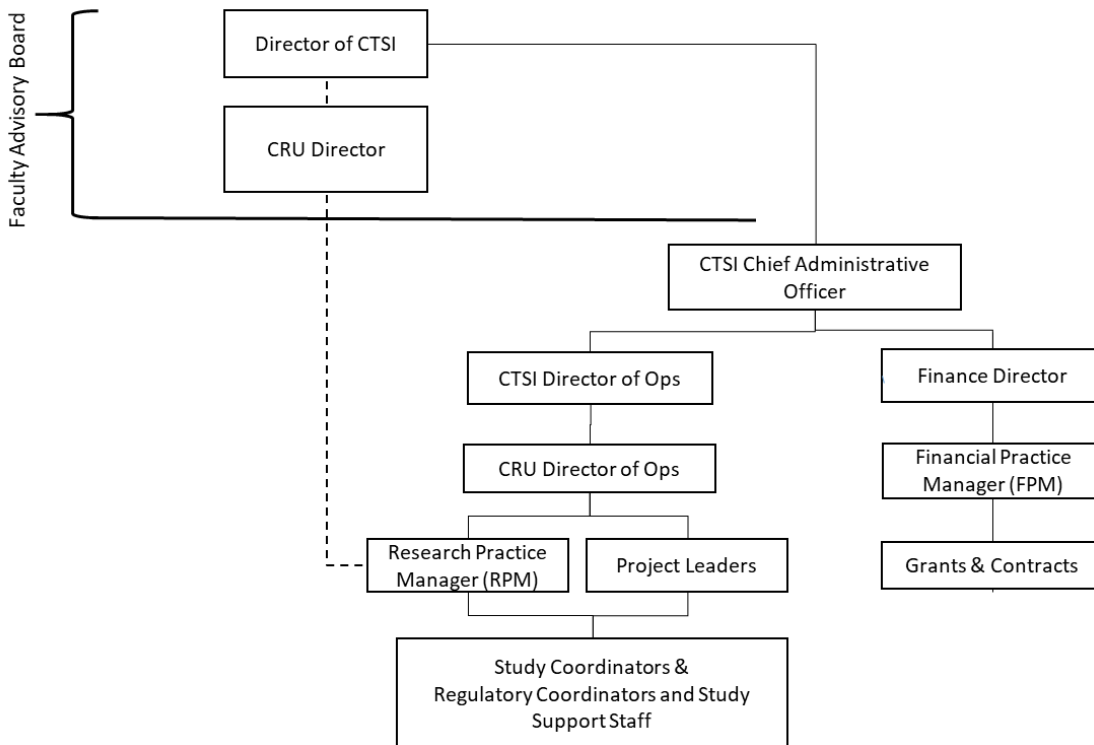 Faculty Advisory Board
Director of CTSI
CRU Director
CTSI Chief Administrative
Officer
CTSI Director of Ops
Finance Director
CRU Director of Ops
Financial Practice
Manager (FPM)
Research Practice
Manager (RPM)
Project Leaders
Grants & Contracts
Study Coordinators &
Regulatory Coordinators and Study
Support Staff